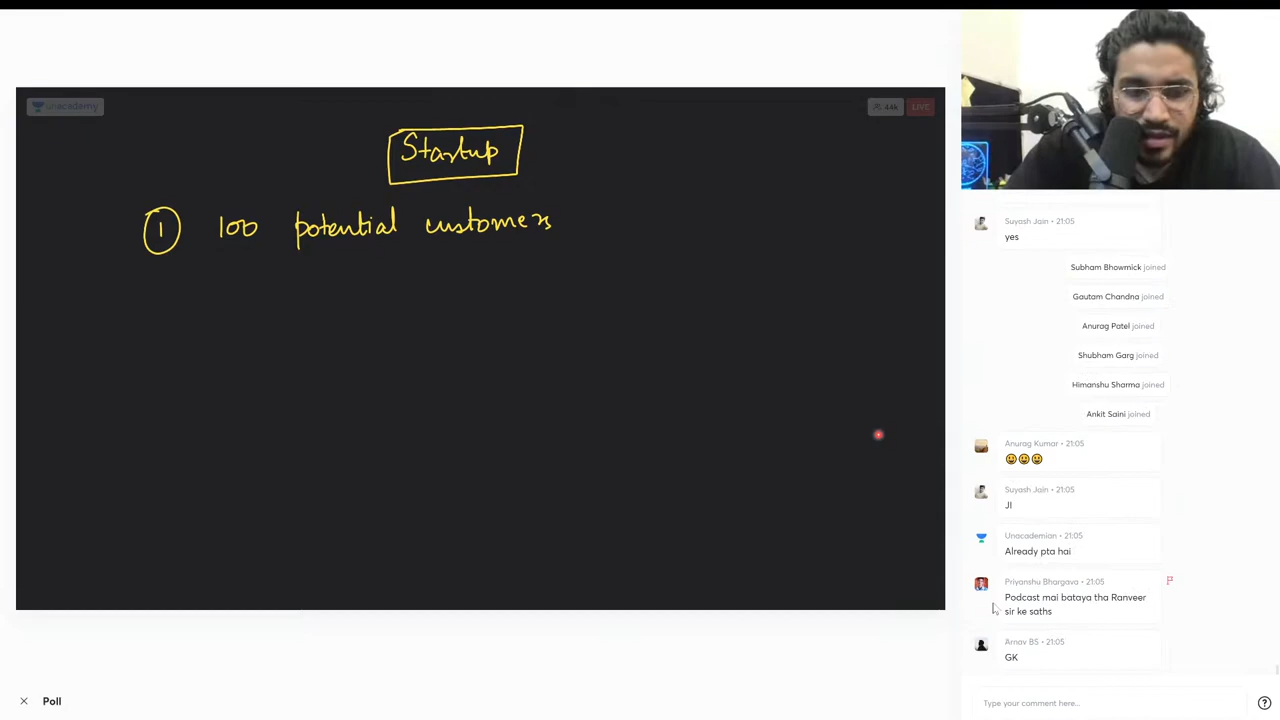 unacademy
44k LIVE
Startup
1 100 potential customers
Suyash Jain • 21:05
yes
Subham Bhowmick joined
Gautam Chandna joined
Anurag Patel joined
Shubham Garg joined
Himanshu Sharma joined
Ankit Saini joined
Anurag Kumar • 21:05
Suyash Jain • 21:05
JI
Unacademian • 21:05
Already pta hai
Priyanshu Bhargava • 21:05
Podcast mai bataya tha Ranveer
sir ke saths
Arnav BS • 21:05
GK
Poll
Type your comment here...